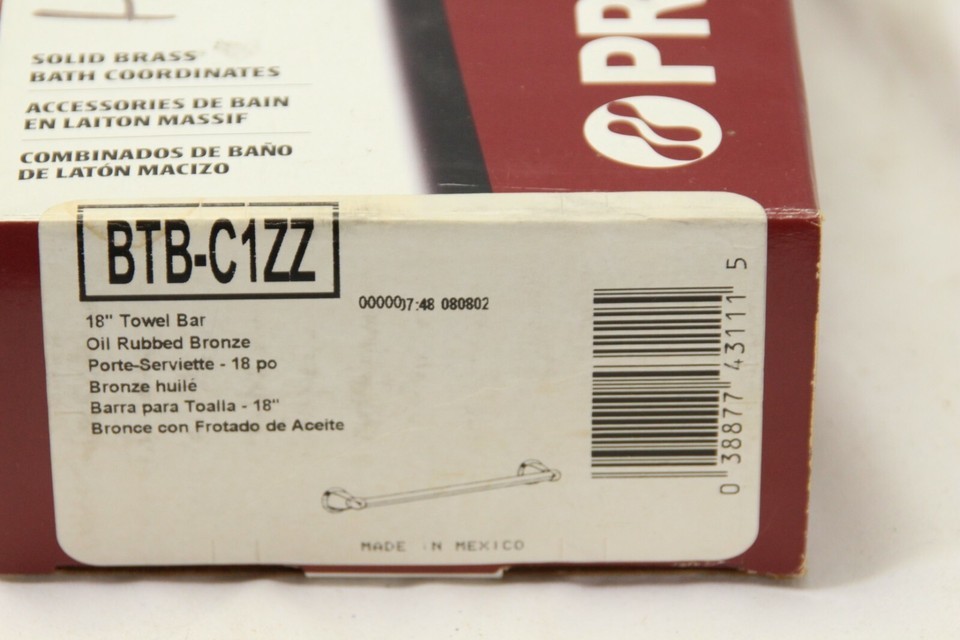 SOLID BRASS
BATH COORDINATES
ACCESSORIES DE BAIN
EN LAITON MASSIF
COMBINADOS DE BAÑO
DE LATÓN MACIZO
PR
BTB-C1ZZ
0000007:48 080802
18" Towel Bar
Oil Rubbed Bronze
Porte-Serviette - 18 po
Bronze huilé
Barra para Toalla - 18"
Bronce con Frotado de Aceite
0 38877 43111 5
MADE IN MEXICO